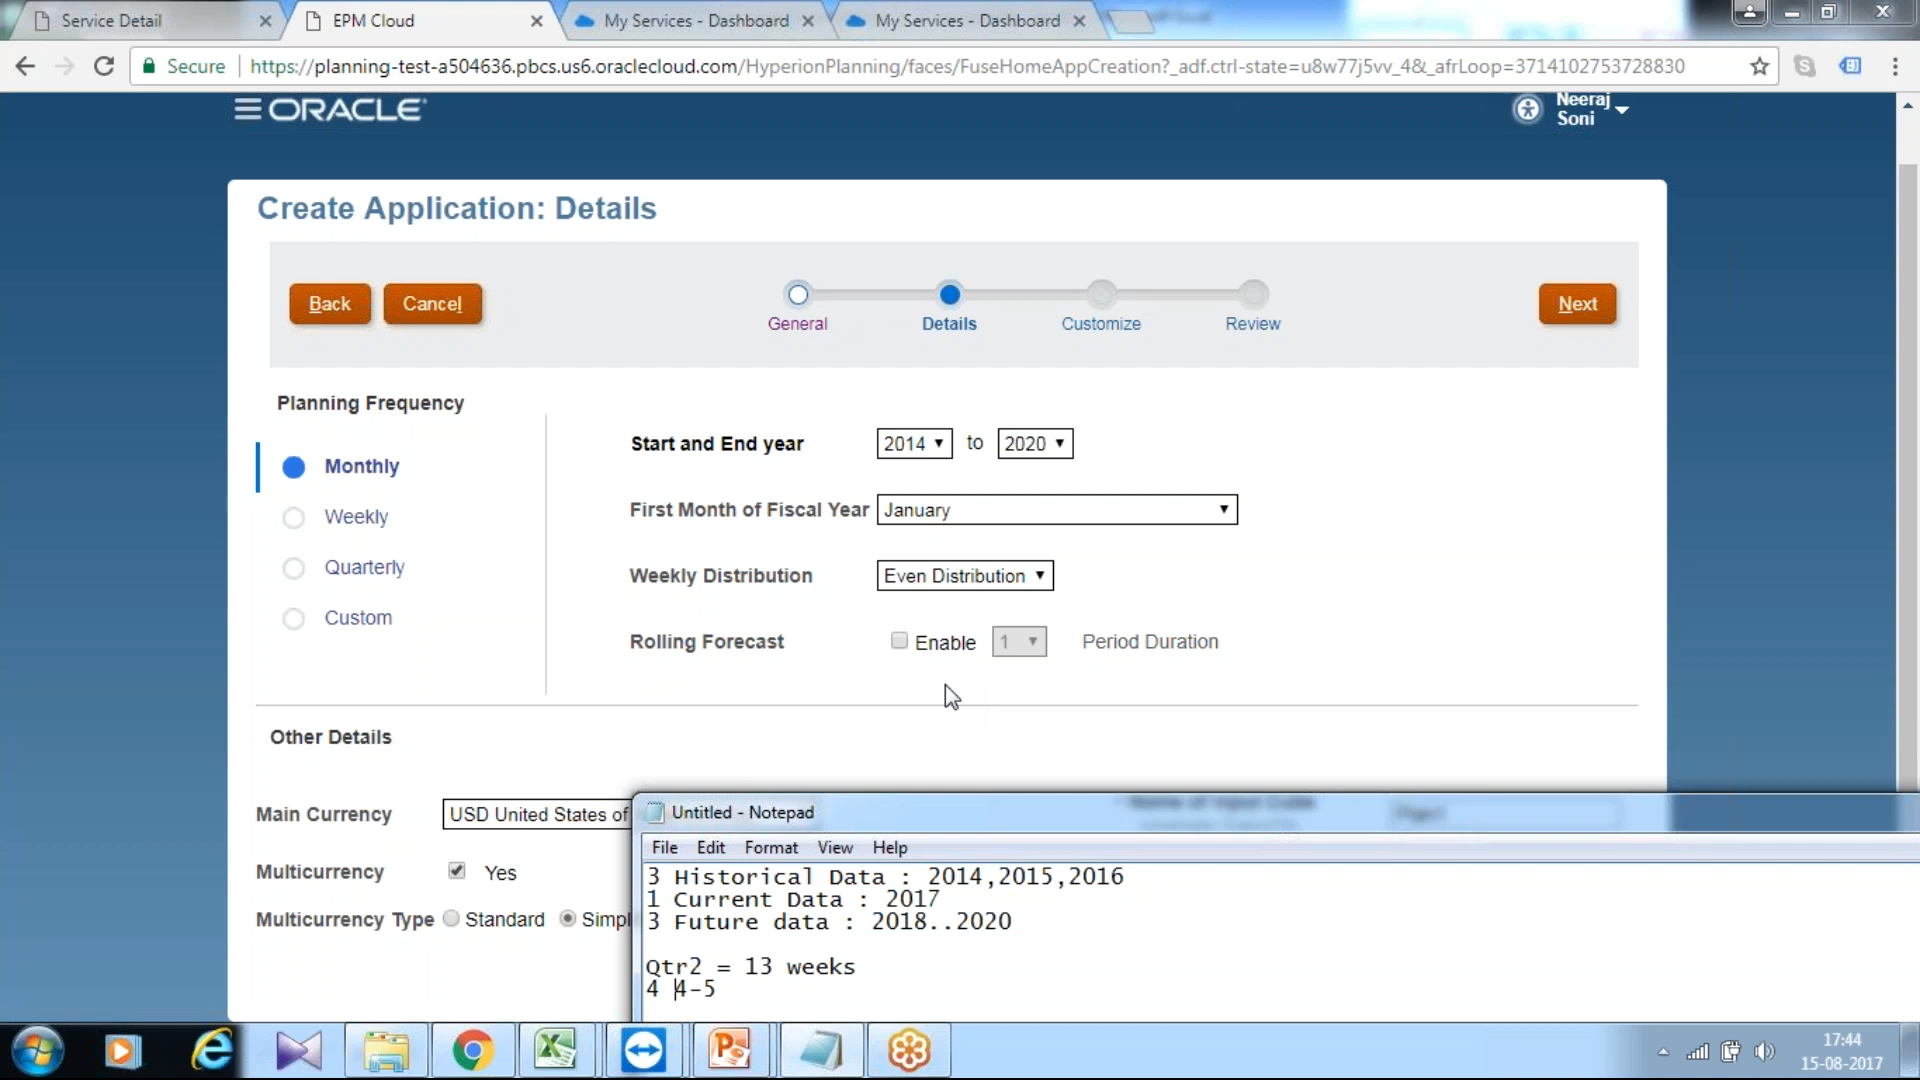 Service Detail
EPM Cloud
My Services - Dashboard
My Services - Dashboard
Secure
https://planning-test-a504636.pbcs.us6.oraclecloud.com/HyperionPlanning/faces/FuseHomeAppCreation?_adf.ctrl-state=u8w77j5vv_4&_afrLoop=3714102753728830
ORACLE
Neeraj
Soni
Create Application: Details
Back
Cancel
General
Details
Customize
Review
Next
Planning Frequency
Monthly
Weekly
Quarterly
Custom
Start and End year
2014 to 2020
First Month of Fiscal Year January
Weekly Distribution Even Distribution
Rolling Forecast Enable 1 Period Duration
Other Details
Main Currency USD United States of
Multicurrency Yes
Multicurrency Type Standard Simpl
Untitled - Notepad
File Edit Format View Help
3 Historical Data : 2014,2015,2016
1 Current Data : 2017
3 Future data : 2018..2020
Qtr2 = 13 weeks
4 4-5
17:44
15-08-2017